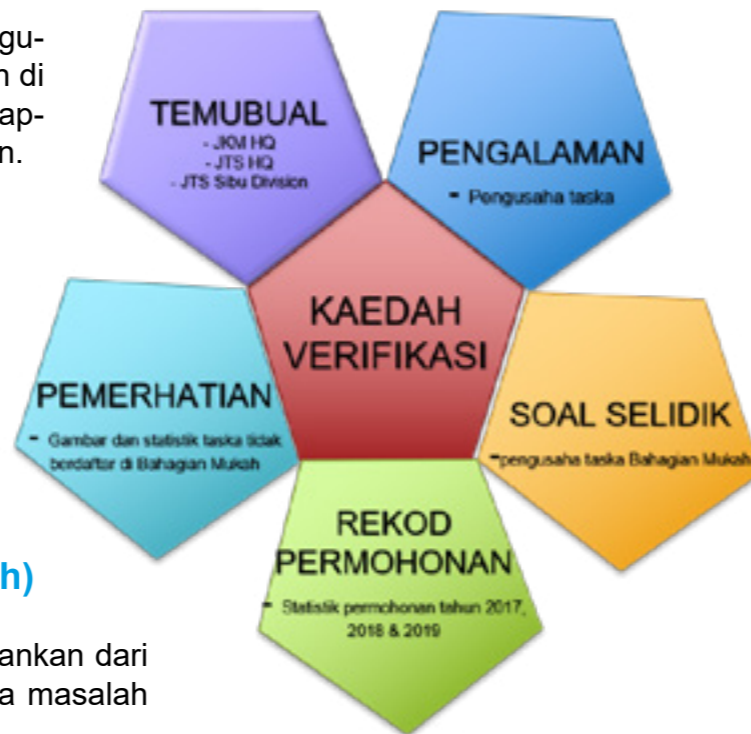 gu-
n di
ap-
n.
TEMUBUAL
- JKM HQ
- JTS HQ
- JTS Sibu Division
PENGALAMAN
- Pengusaha taska
KAEDAH
VERIFIKASI
PEMERHATIAN
- Gambar dan statistik taska tidak
berdaftar di Bahagian Mukah
SOAL SELIDIK
-pengusaha taska Bahagian Mukah
REKOD
PERMOHONAN
- Statistik permohonan tahun 2017,
2018 & 2019
h)
ankan dari
a masalah